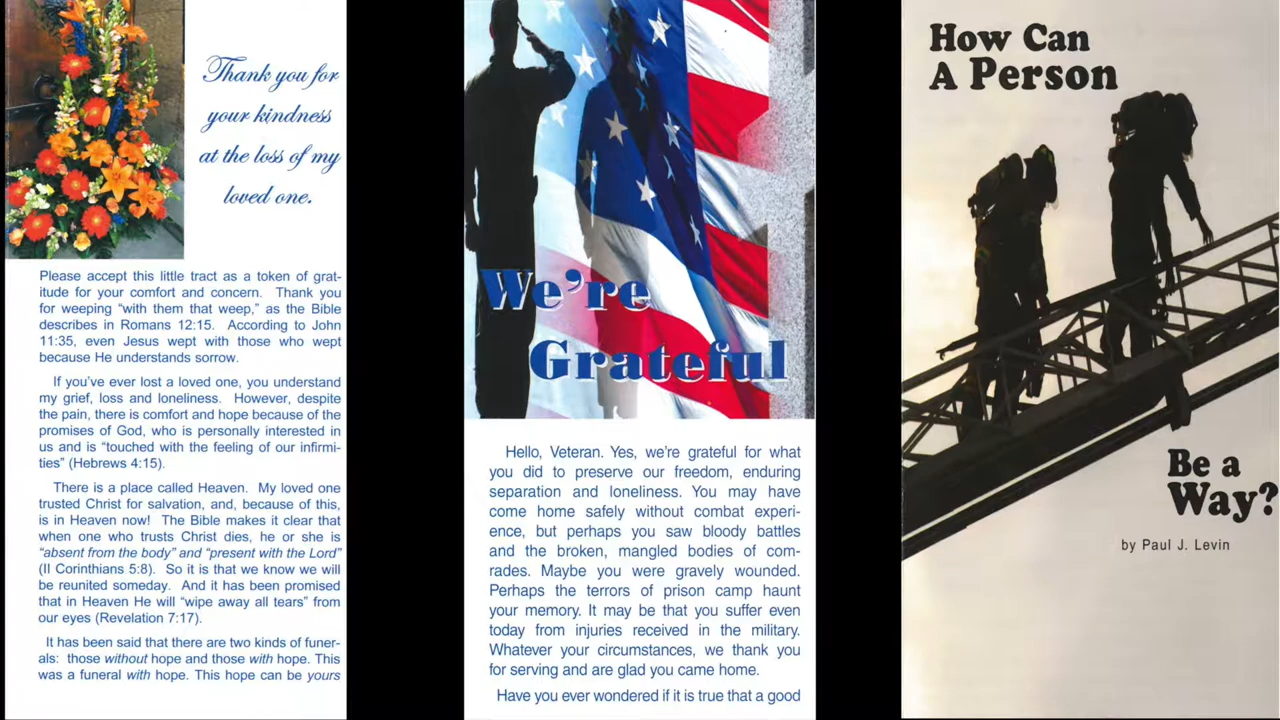 Thank you for
your kindness
at the loss of my
loved one.
Please accept this little tract as a token of grat-
itude for your comfort and concern. Thank you
for weeping “with them that weep,” as the Bible
describes in Romans 12:15. According to John
11:35, even Jesus wept with those who wept
because He understands sorrow.
If you’ve ever lost a loved one, you understand
my grief, loss and loneliness. However, despite
the pain, there is comfort and hope because of the
promises of God, who is personally interested in
us and is “touched with the feeling of our infirmi-
ties” (Hebrews 4:15).
There is a place called Heaven. My loved one
trusted Christ for salvation, and, because of this,
is in Heaven now! The Bible makes it clear that
when one who trusts Christ dies, he or she is
“absent from the body” and “present with the Lord”
(II Corinthians 5:8). So it is that we know we will
be reunited someday. And it has been promised
that in Heaven He will “wipe away all tears” from
our eyes (Revelation 7:17).
It has been said that there are two kinds of funer-
als: those without hope and those with hope. This
was a funeral with hope. This hope can be yours
We’re
Grateful
Hello, Veteran. Yes, we’re grateful for what
you did to preserve our freedom, enduring
separation and loneliness. You may have
come home safely without combat experi-
ence, but perhaps you saw bloody battles
and the broken, mangled bodies of com-
rades. Maybe you were gravely wounded.
Perhaps the terrors of prison camp haunt
your memory. It may be that you suffer even
today from injuries received in the military.
Whatever your circumstances, we thank you
for serving and are glad you came home.
Have you ever wondered if it is true that a good
How Can
A Person
Be a
Way?
by Paul J. Levin